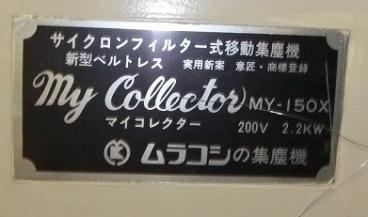 サイクロンフィルター式移動集塵機
新型ベルトレス 実用新案 意匠・商標登録
My Collector MY-150X
マイコレクター 200V 2.2KW
ムラコシの集塵機